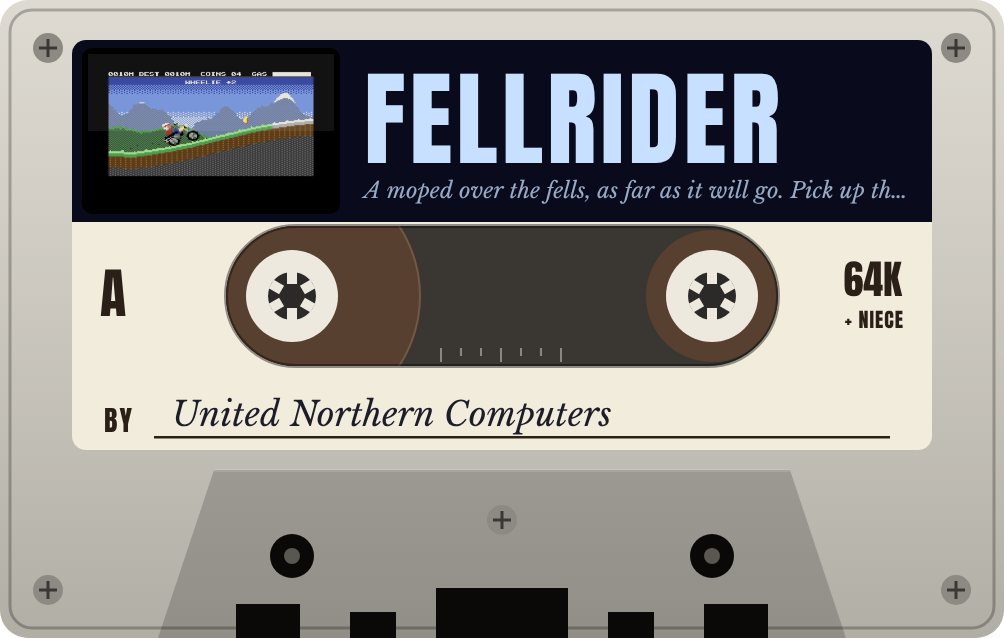 0010M BEST 0010M COINS 04 GAS
WHEELIE +2
FELLRIDER
A moped over the fells, as far as it will go. Pick up th...
A
64K
+ NIECE
BY United Northern Computers